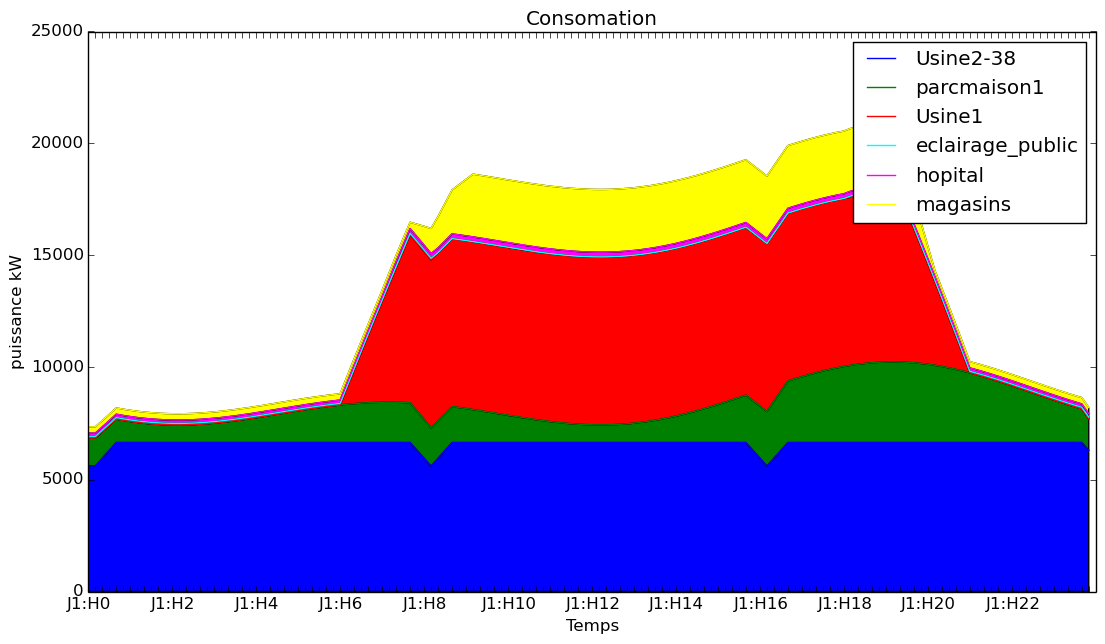 Consomation
25000
20000
15000
10000
5000
0
puissance kW
Usine2-38
parcmaison1
Usine1
eclairage_public
hopital
magasins
J1:H0 J1:H2 J1:H4 J1:H6 J1:H8 J1:H10 J1:H12 J1:H14 J1:H16 J1:H18 J1:H20 J1:H22
Temps